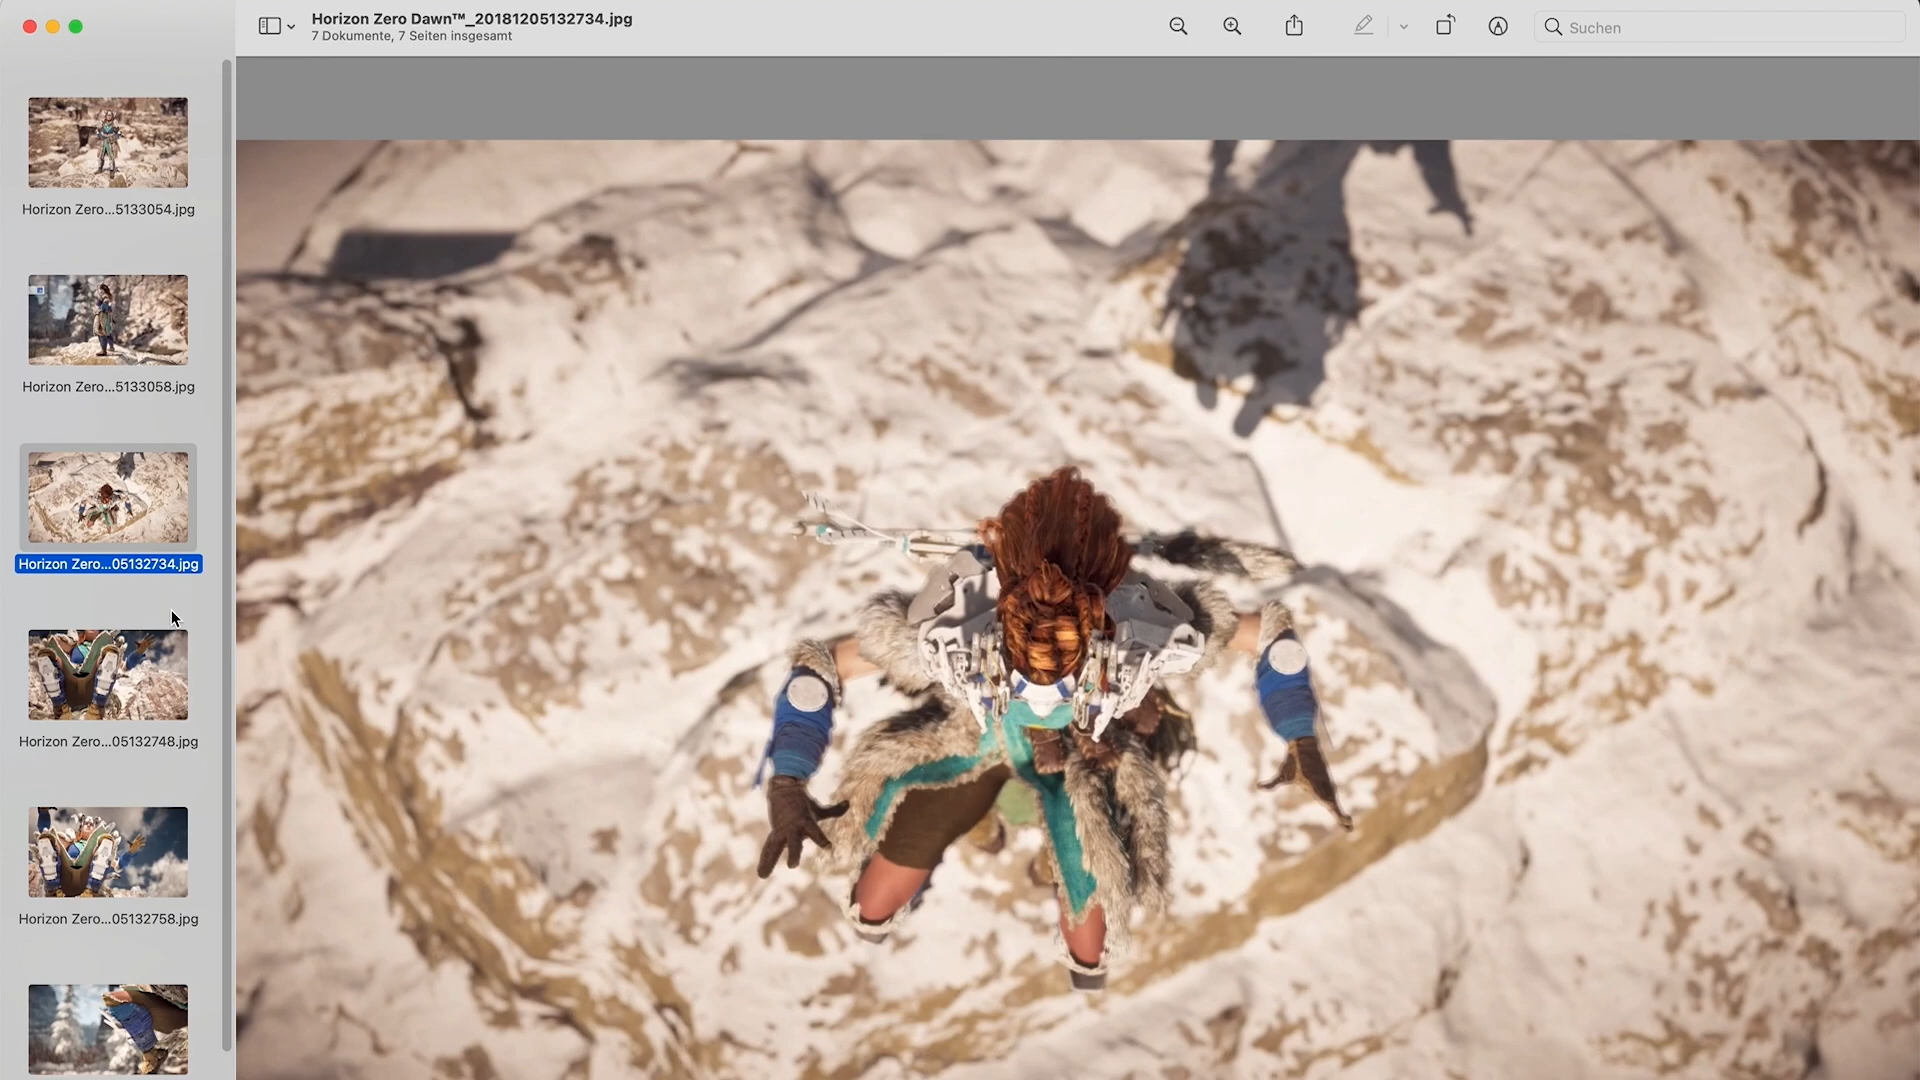 Horizon Zero Dawn™_20181205132734.jpg
7 Dokumente, 7 Seiten insgesamt
Suchen
Horizon Zero...5133054.jpg
Horizon Zero...5133058.jpg
Horizon Zero...05132734.jpg
Horizon Zero...05132748.jpg
Horizon Zero...05132758.jpg